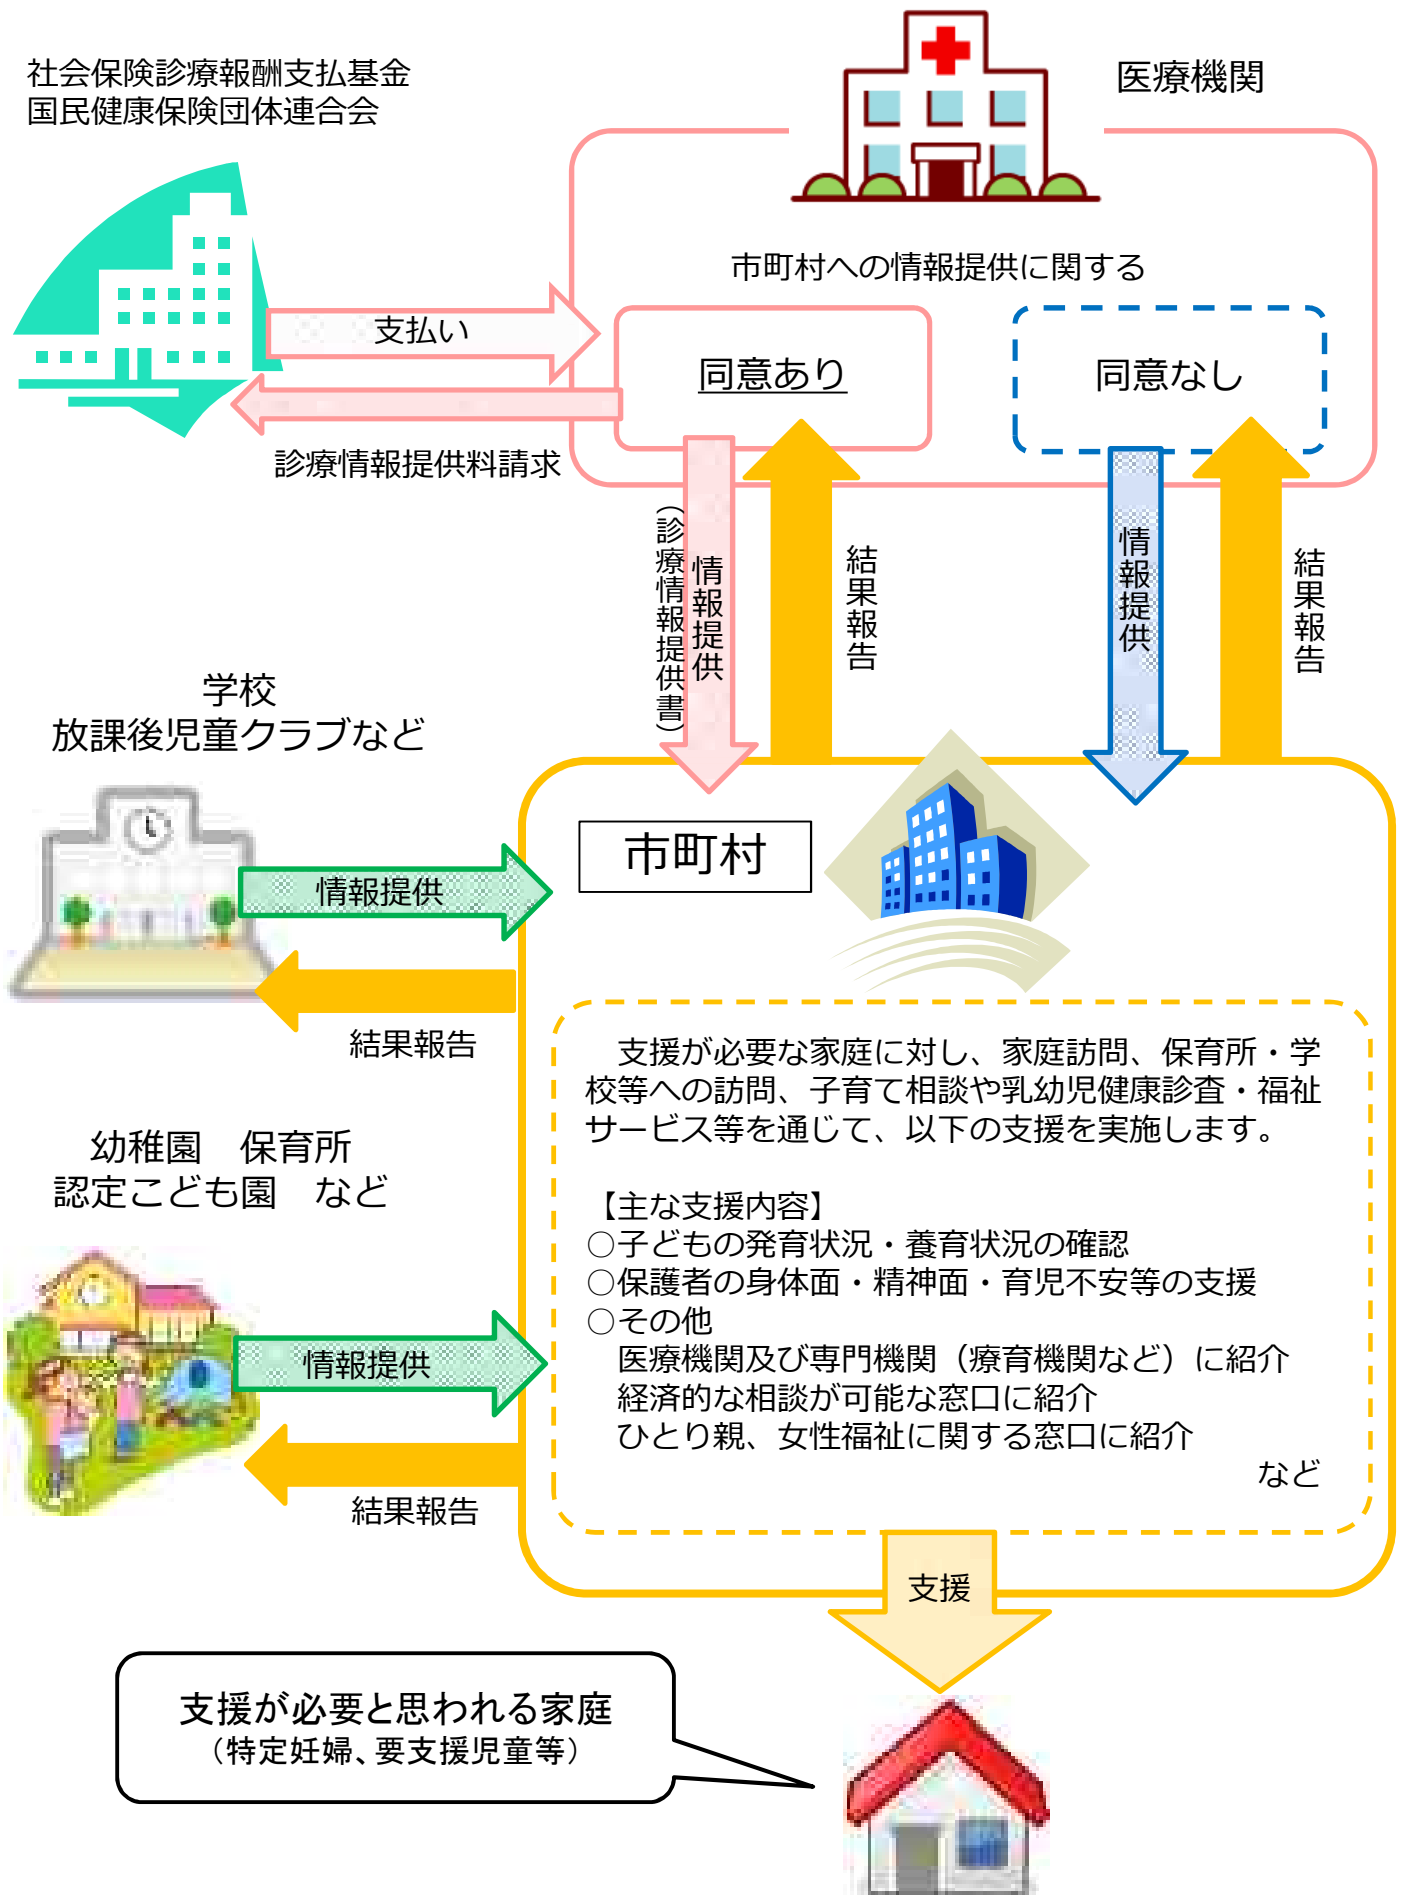 社会保険診療報酬支払基金
国民健康保険団体連合会
医療機関
市町村への情報提供に関する
支払い
同意あり
同意なし
診療情報提供料請求
（診療情報提供書）
情報提供
結果報告
情報提供
結果報告
学校
放課後児童クラブなど
市町村
情報提供
結果報告
支援が必要な家庭に対し、家庭訪問、保育所・学
校等への訪問、子育て相談や乳幼児健康診査・福祉
サービス等を通じて、以下の支援を実施します。
【主な支援内容】
○子どもの発育状況・養育状況の確認
○保護者の身体面・精神面・育児不安等の支援
○その他
医療機関及び専門機関（療育機関など）に紹介
経済的な相談が可能な窓口に紹介
ひとり親、女性福祉に関する窓口に紹介
など
幼稚園　保育所
認定こども園　など
情報提供
結果報告
支援
支援が必要と思われる家庭
（特定妊婦、要支援児童等）